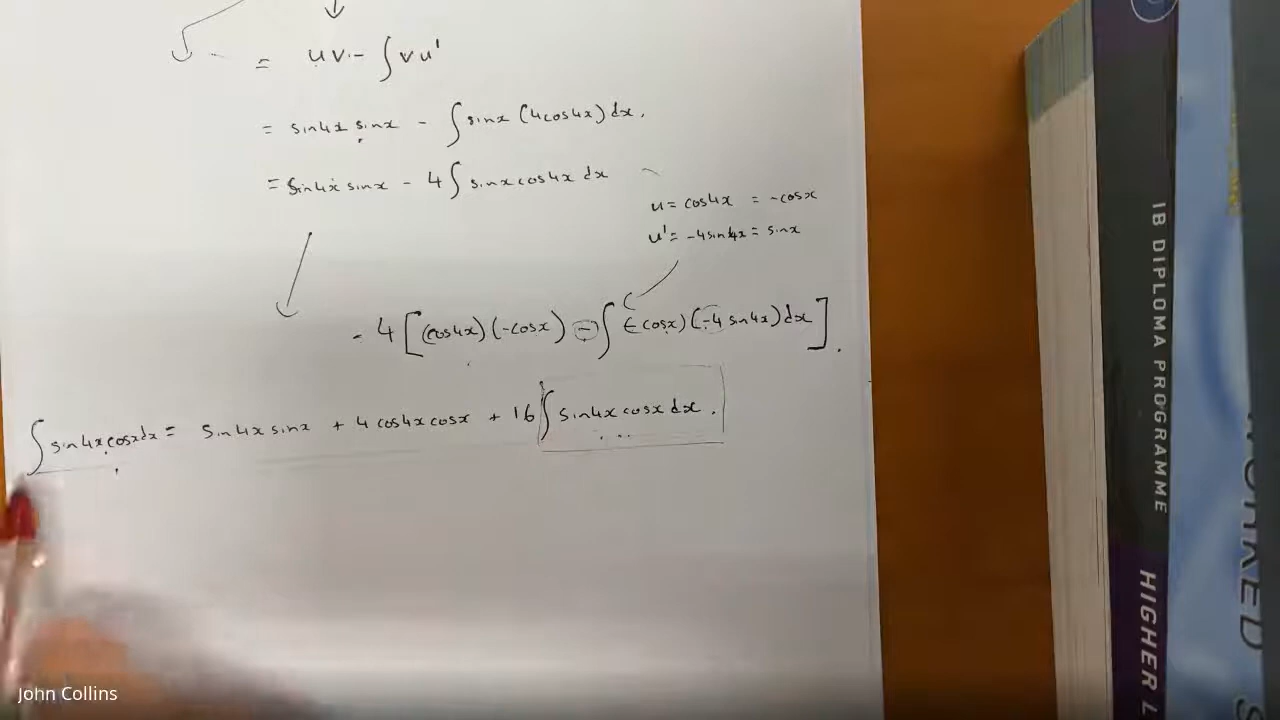 = uv - ∫ v u'
= sin4x sinx - ∫ sinx (4cos4x) dx.
= sin4x sinx - 4 ∫ sinx cos4x dx
u = cos4x = -cosx
u' = -4sin4x = sinx
- 4 [(cos4x)(-cosx) - ∫ (-cosx)(-4 sin4x) dx].
∫ sin4x cosx dx = sin4x sinx + 4 cos4x cosx + 16 ∫ sin4x cosx dx.
IB DIPLOMA PROGRAMME
HIGHER L
WORKED S
John Collins